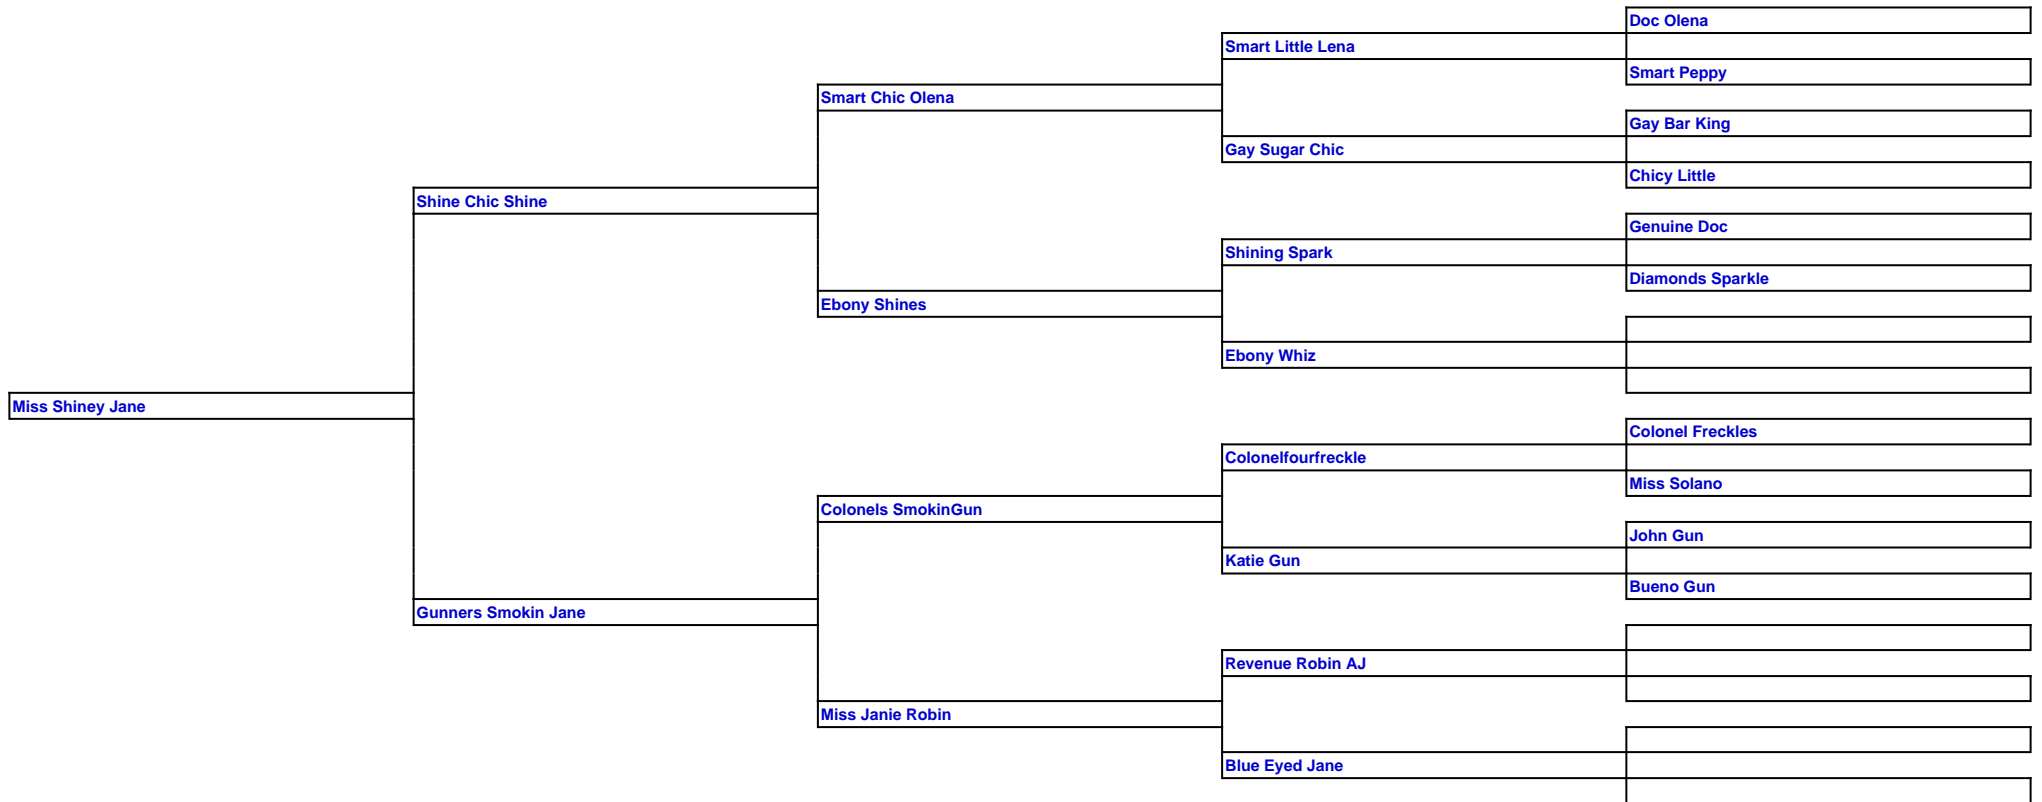 Doc Olena
Smart Little Lena
Smart Peppy
Smart Chic Olena
Gay Bar King
Gay Sugar Chic
Chicy Little
Shine Chic Shine
Genuine Doc
Shining Spark
Diamonds Sparkle
Ebony Shines
Ebony Whiz
Miss Shiney Jane
Colonel Freckles
Colonelfourfreckle
Miss Solano
Colonels SmokinGun
John Gun
Katie Gun
Bueno Gun
Gunners Smokin Jane
Revenue Robin AJ
Miss Janie Robin
Blue Eyed Jane